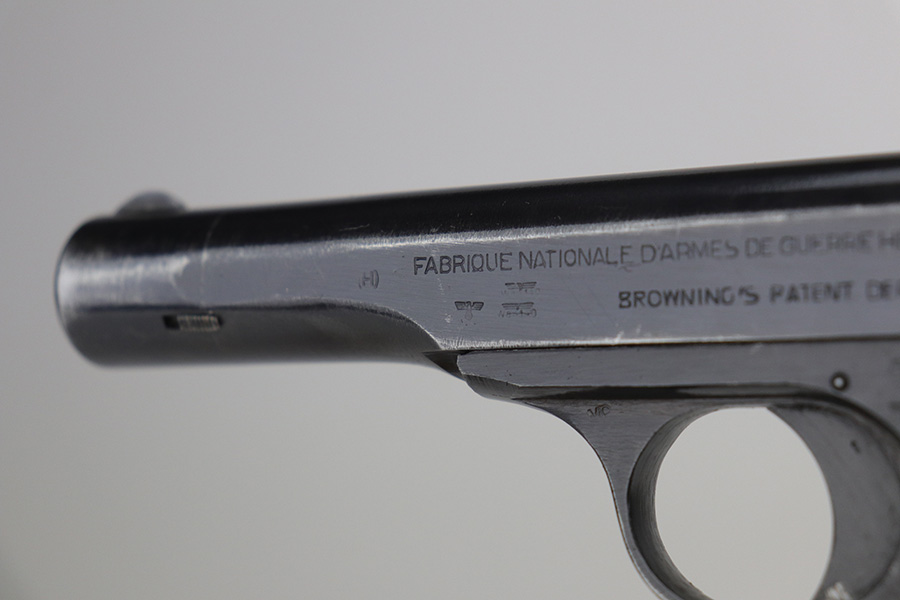 FABRIQUE NATIONALE D'ARMES DE GUERRE
BROWNING'S PATENT